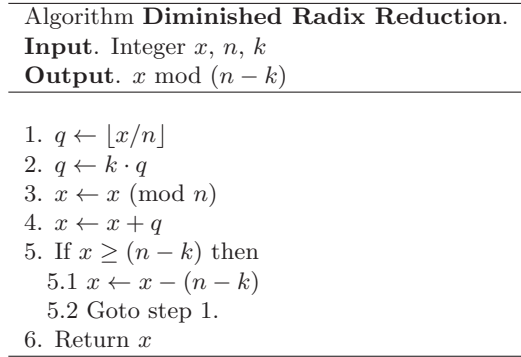 Algorithm Diminished Radix Reduction.
Input. Integer x, n, k
Output. x mod (n − k)
1. q ← ⌊x/n⌋
2. q ← k · q
3. x ← x (mod n)
4. x ← x + q
5. If x ≥ (n − k) then
5.1 x ← x − (n − k)
5.2 Goto step 1.
6. Return x